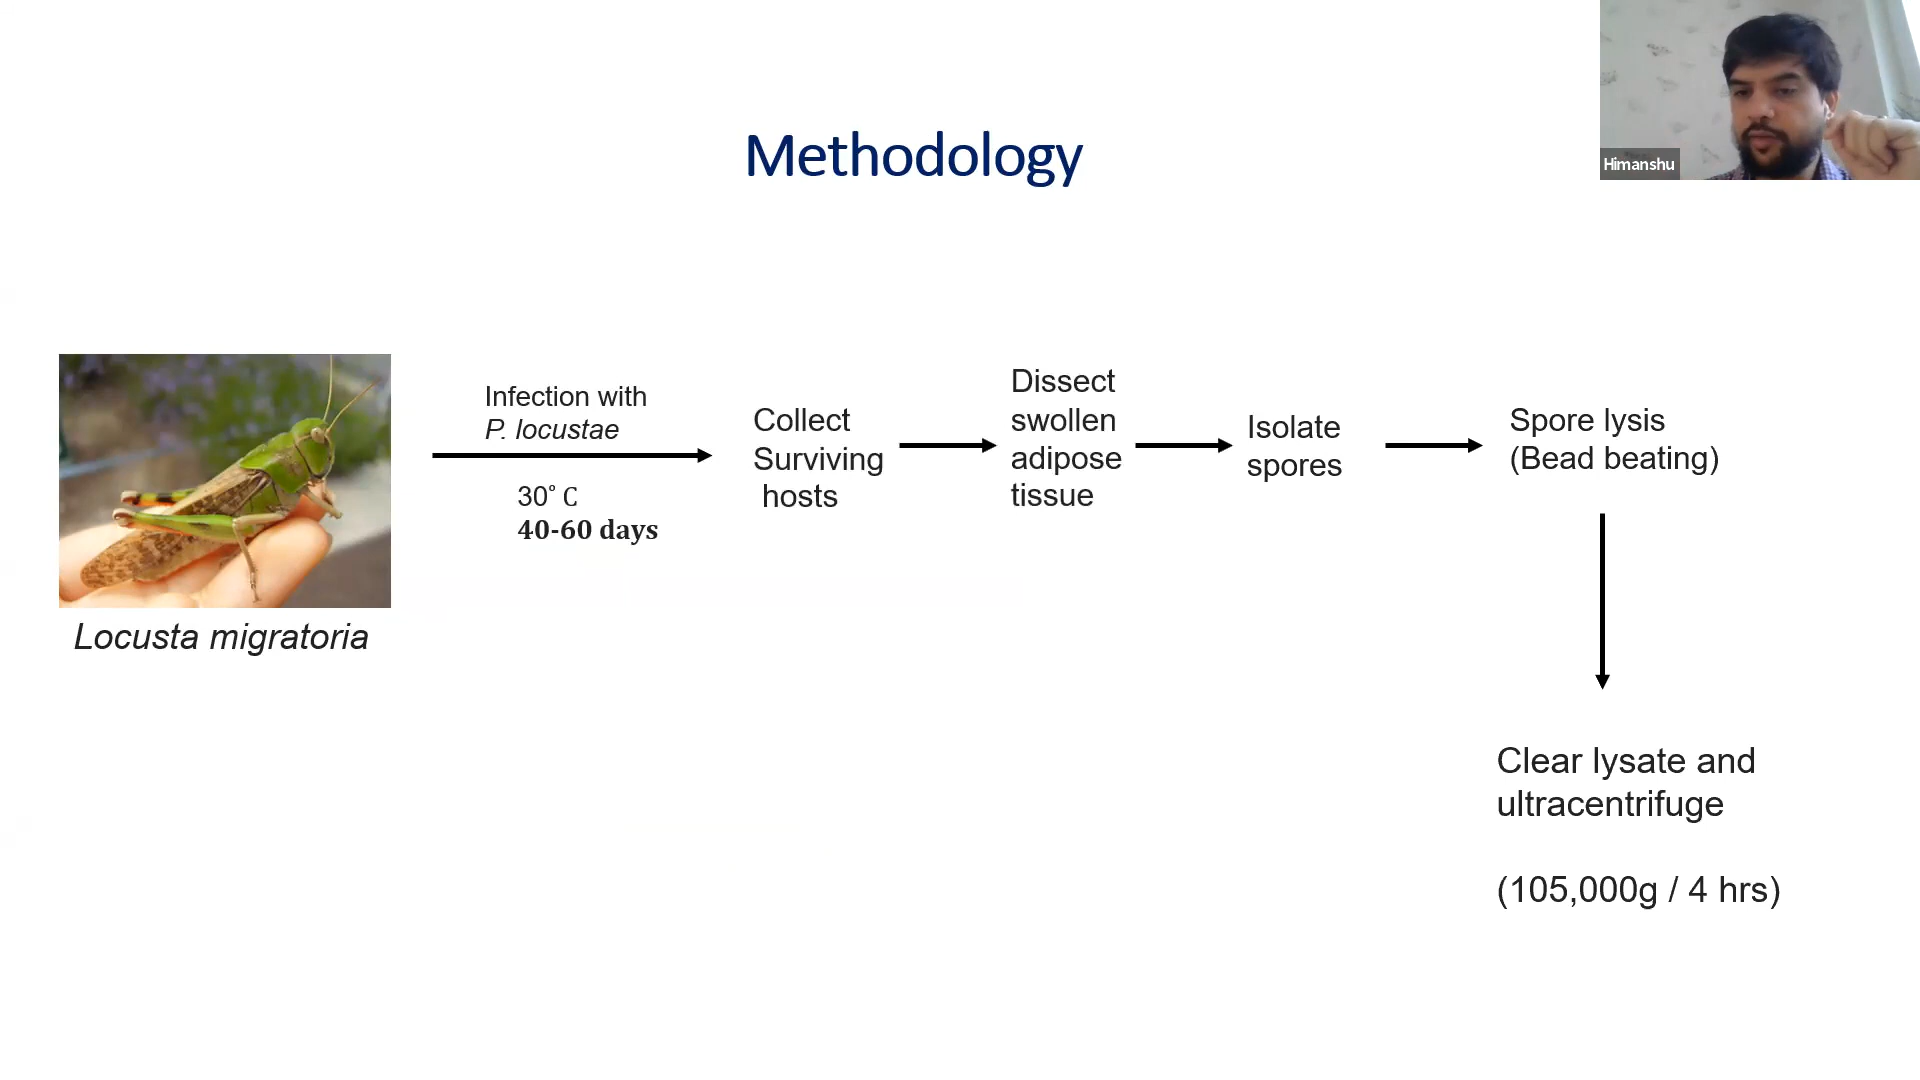 Himanshu
Methodology
Infection with
P. locustae
30° C
40-60 days
Collect
Surviving
hosts
Dissect
swollen
adipose
tissue
Isolate
spores
Spore lysis
(Bead beating)
Locusta migratoria
Clear lysate and
ultracentrifuge
(105,000g / 4 hrs)